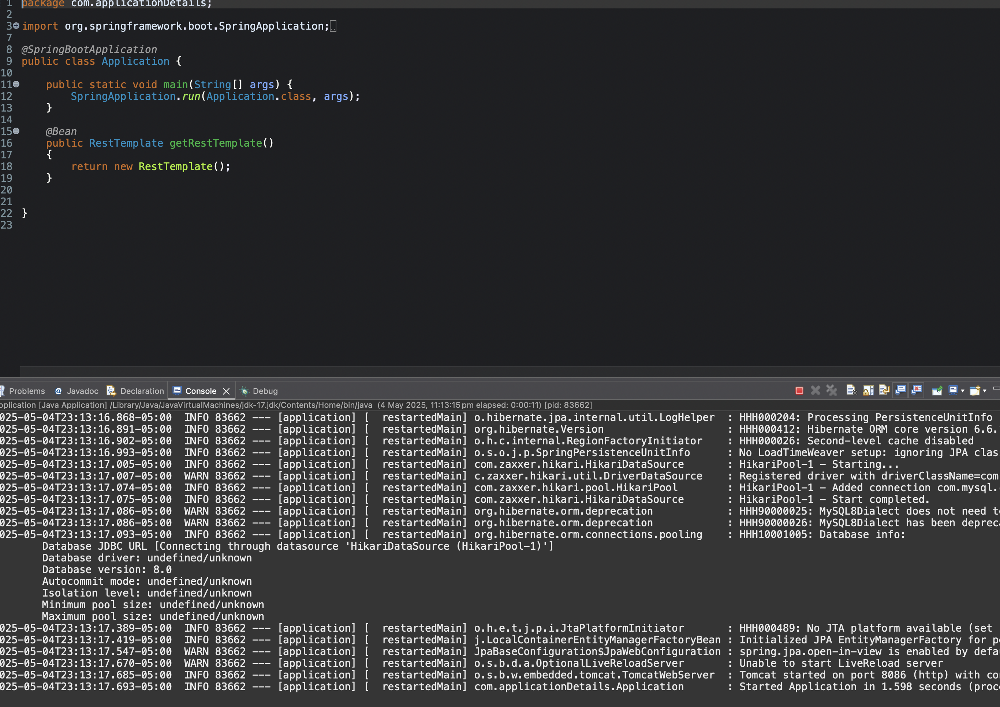 1 package com.applicationDetails;
2
3 import org.springframework.boot.SpringApplication;
7
8 @SpringBootApplication
9 public class Application {
10
11     public static void main(String[] args) {
12         SpringApplication.run(Application.class, args);
13     }
14
15     @Bean
16     public RestTemplate getRestTemplate()
17     {
18         return new RestTemplate();
19     }
20
21
22 }
23
Problems @ Javadoc Declaration Console Debug
pplication [Java Application] /Library/Java/JavaVirtualMachines/jdk-17.jdk/Contents/Home/bin/java (4 May 2025, 11:13:15 pm elapsed: 0:00:11) [pid: 83662]
025-05-04T23:13:16.868-05:00  INFO 83662 --- [application] [  restartedMain] o.hibernate.jpa.internal.util.LogHelper  : HHH000204: Processing PersistenceUnitInfo
025-05-04T23:13:16.891-05:00  INFO 83662 --- [application] [  restartedMain] org.hibernate.Version                    : HHH000412: Hibernate ORM core version 6.6.
025-05-04T23:13:16.902-05:00  INFO 83662 --- [application] [  restartedMain] o.h.c.internal.RegionFactoryInitiator    : HHH000026: Second-level cache disabled
025-05-04T23:13:16.993-05:00  INFO 83662 --- [application] [  restartedMain] o.s.o.j.p.SpringPersistenceUnitInfo      : No LoadTimeWeaver setup: ignoring JPA clas
025-05-04T23:13:17.005-05:00  INFO 83662 --- [application] [  restartedMain] com.zaxxer.hikari.HikariDataSource       : HikariPool-1 - Starting...
025-05-04T23:13:17.007-05:00  WARN 83662 --- [application] [  restartedMain] c.zaxxer.hikari.util.DriverDataSource    : Registered driver with driverClassName=com
025-05-04T23:13:17.074-05:00  INFO 83662 --- [application] [  restartedMain] com.zaxxer.hikari.pool.HikariPool        : HikariPool-1 - Added connection com.mysql.
025-05-04T23:13:17.075-05:00  INFO 83662 --- [application] [  restartedMain] com.zaxxer.hikari.HikariDataSource       : HikariPool-1 - Start completed.
025-05-04T23:13:17.086-05:00  WARN 83662 --- [application] [  restartedMain] org.hibernate.orm.deprecation            : HHH90000025: MySQL8Dialect does not need to
025-05-04T23:13:17.086-05:00  WARN 83662 --- [application] [  restartedMain] org.hibernate.orm.deprecation            : HHH90000026: MySQL8Dialect has been depreca
025-05-04T23:13:17.093-05:00  INFO 83662 --- [application] [  restartedMain] org.hibernate.orm.connections.pooling    : HHH10001005: Database info:
Database JDBC URL [Connecting through datasource 'HikariDataSource (HikariPool-1)']
Database driver: undefined/unknown
Database version: 8.0
Autocommit mode: undefined/unknown
Isolation level: undefined/unknown
Minimum pool size: undefined/unknown
Maximum pool size: undefined/unknown
025-05-04T23:13:17.389-05:00  INFO 83662 --- [application] [  restartedMain] o.h.e.t.j.p.i.JtaPlatformInitiator       : HHH000489: No JTA platform available (set
025-05-04T23:13:17.419-05:00  INFO 83662 --- [application] [  restartedMain] j.LocalContainerEntityManagerFactoryBean : Initialized JPA EntityManagerFactory for pe
025-05-04T23:13:17.547-05:00  WARN 83662 --- [application] [  restartedMain] JpaBaseConfiguration$JpaWebConfiguration : spring.jpa.open-in-view is enabled by defa
025-05-04T23:13:17.670-05:00  WARN 83662 --- [application] [  restartedMain] o.s.b.d.a.OptionalLiveReloadServer       : Unable to start LiveReload server
025-05-04T23:13:17.685-05:00  INFO 83662 --- [application] [  restartedMain] o.s.b.w.embedded.tomcat.TomcatWebServer  : Tomcat started on port 8086 (http) with co
025-05-04T23:13:17.693-05:00  INFO 83662 --- [application] [  restartedMain] com.applicationDetails.Application       : Started Application in 1.598 seconds (proc